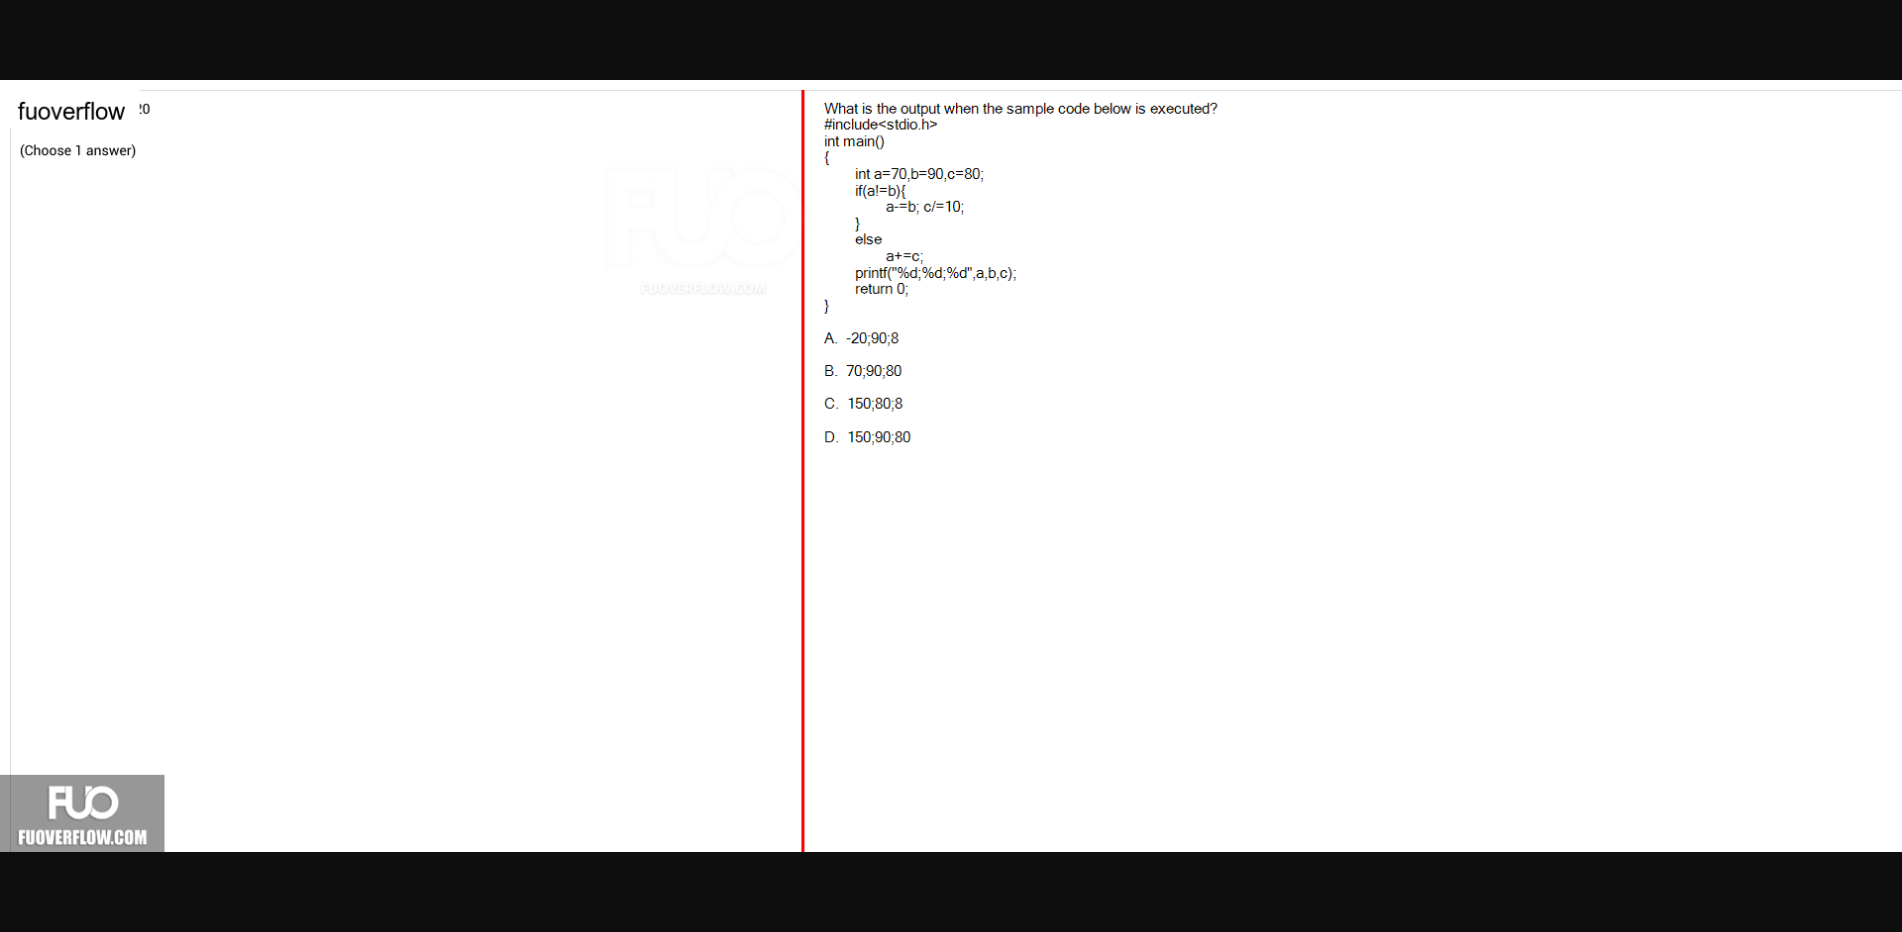 fuoverflow
20
(Choose 1 answer)
FUO
FUOVERFLOW.COM
What is the output when the sample code below is executed?
#include<stdio.h>
int main()
{
int a=70,b=90,c=80;
if(a!=b){
a-=b; c/=10;
}
else
a+=c;
printf("%d;%d;%d",a,b,c);
return 0;
}
A. -20;90;8
B. 70;90;80
C. 150;80;8
D. 150;90;80
FUO
FUOVERFLOW.COM